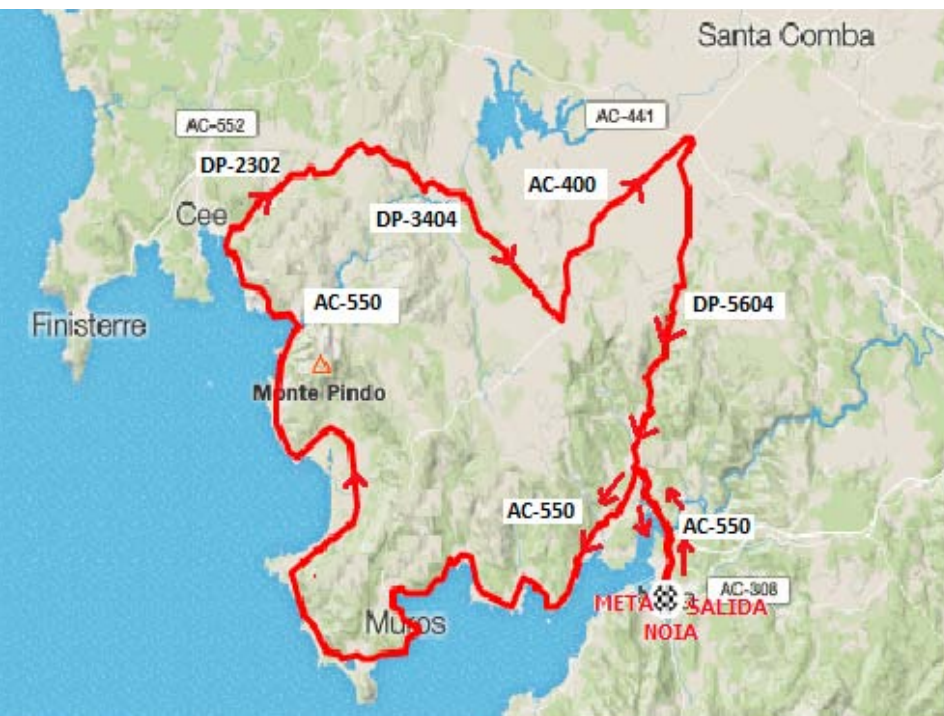 Santa Comba
AC-441
AC-552
DP-2302
AC-400
Cee
DP-3404
AC-550
DP-5604
Finisterre
Monte Pindo
AC-550
AC-550
META
SALIDA
AC-308
NOIA
Muros